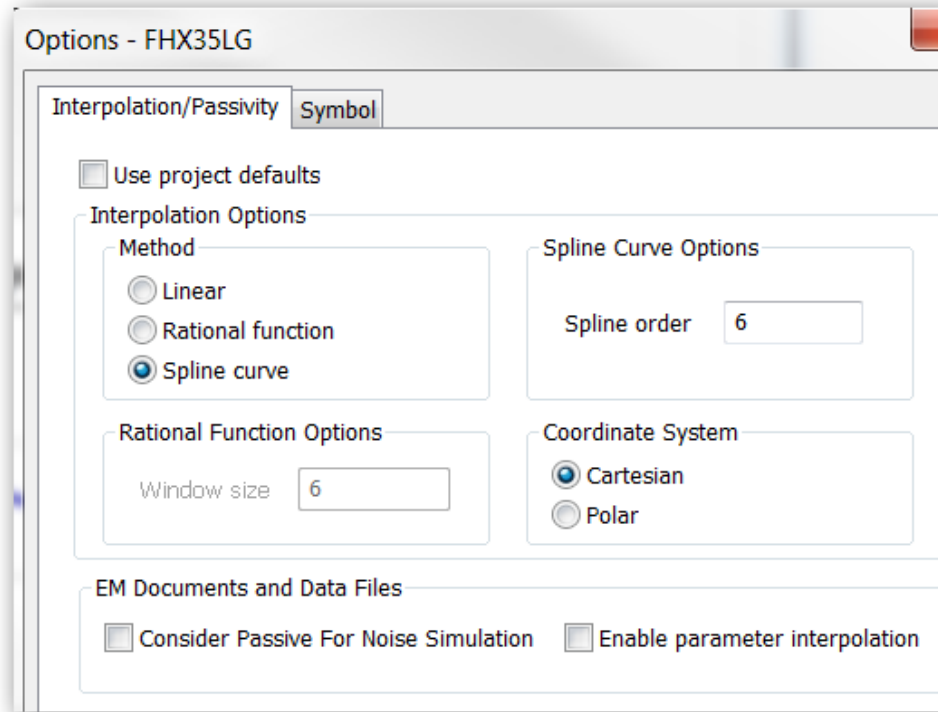 Options - FHX35LG
Interpolation/Passivity Symbol
Use project defaults
Interpolation Options
Method
Linear
Rational function
Spline curve
Spline Curve Options
Spline order 6
Rational Function Options
Window size 6
Coordinate System
Cartesian
Polar
EM Documents and Data Files
Consider Passive For Noise Simulation Enable parameter interpolation